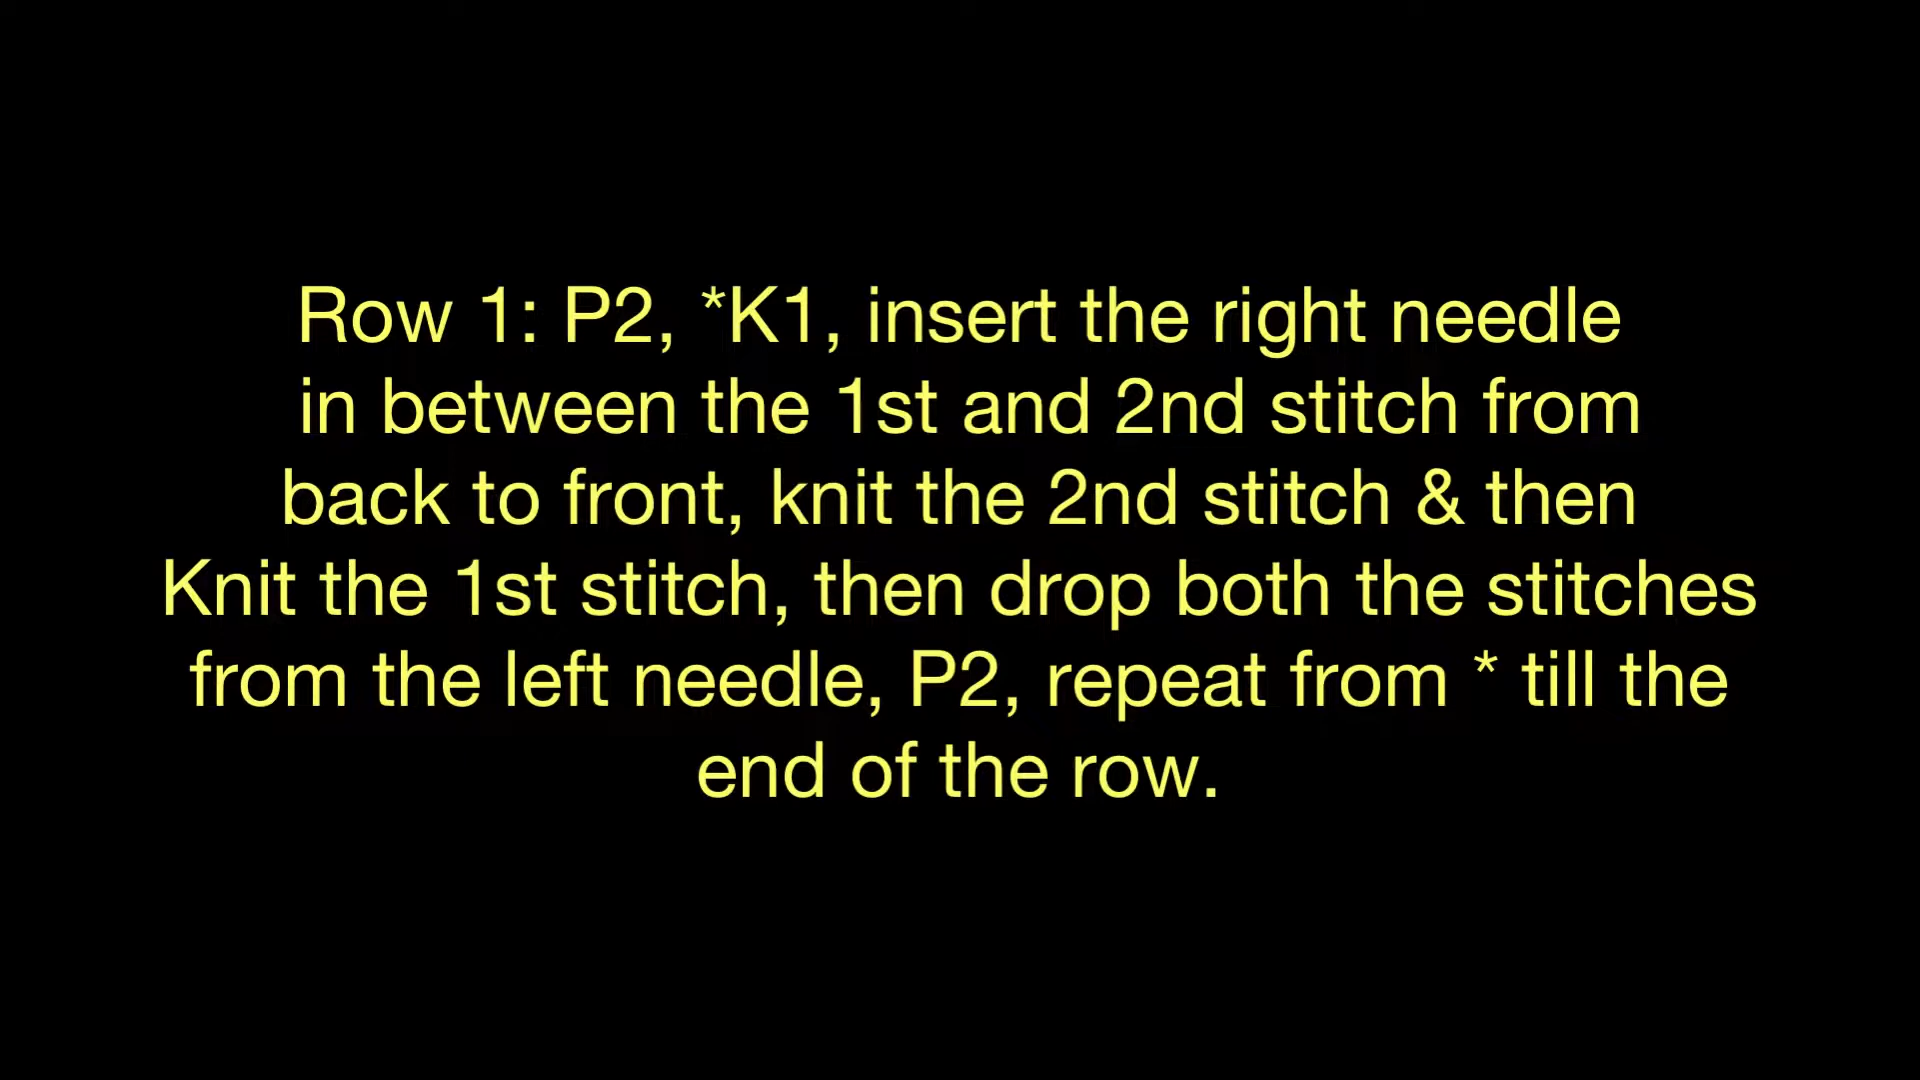 Row 1: P2, *K1, insert the right needle
in between the 1st and 2nd stitch from
back to front, knit the 2nd stitch & then
Knit the 1st stitch, then drop both the stitches
from the left needle, P2, repeat from * till the
end of the row.